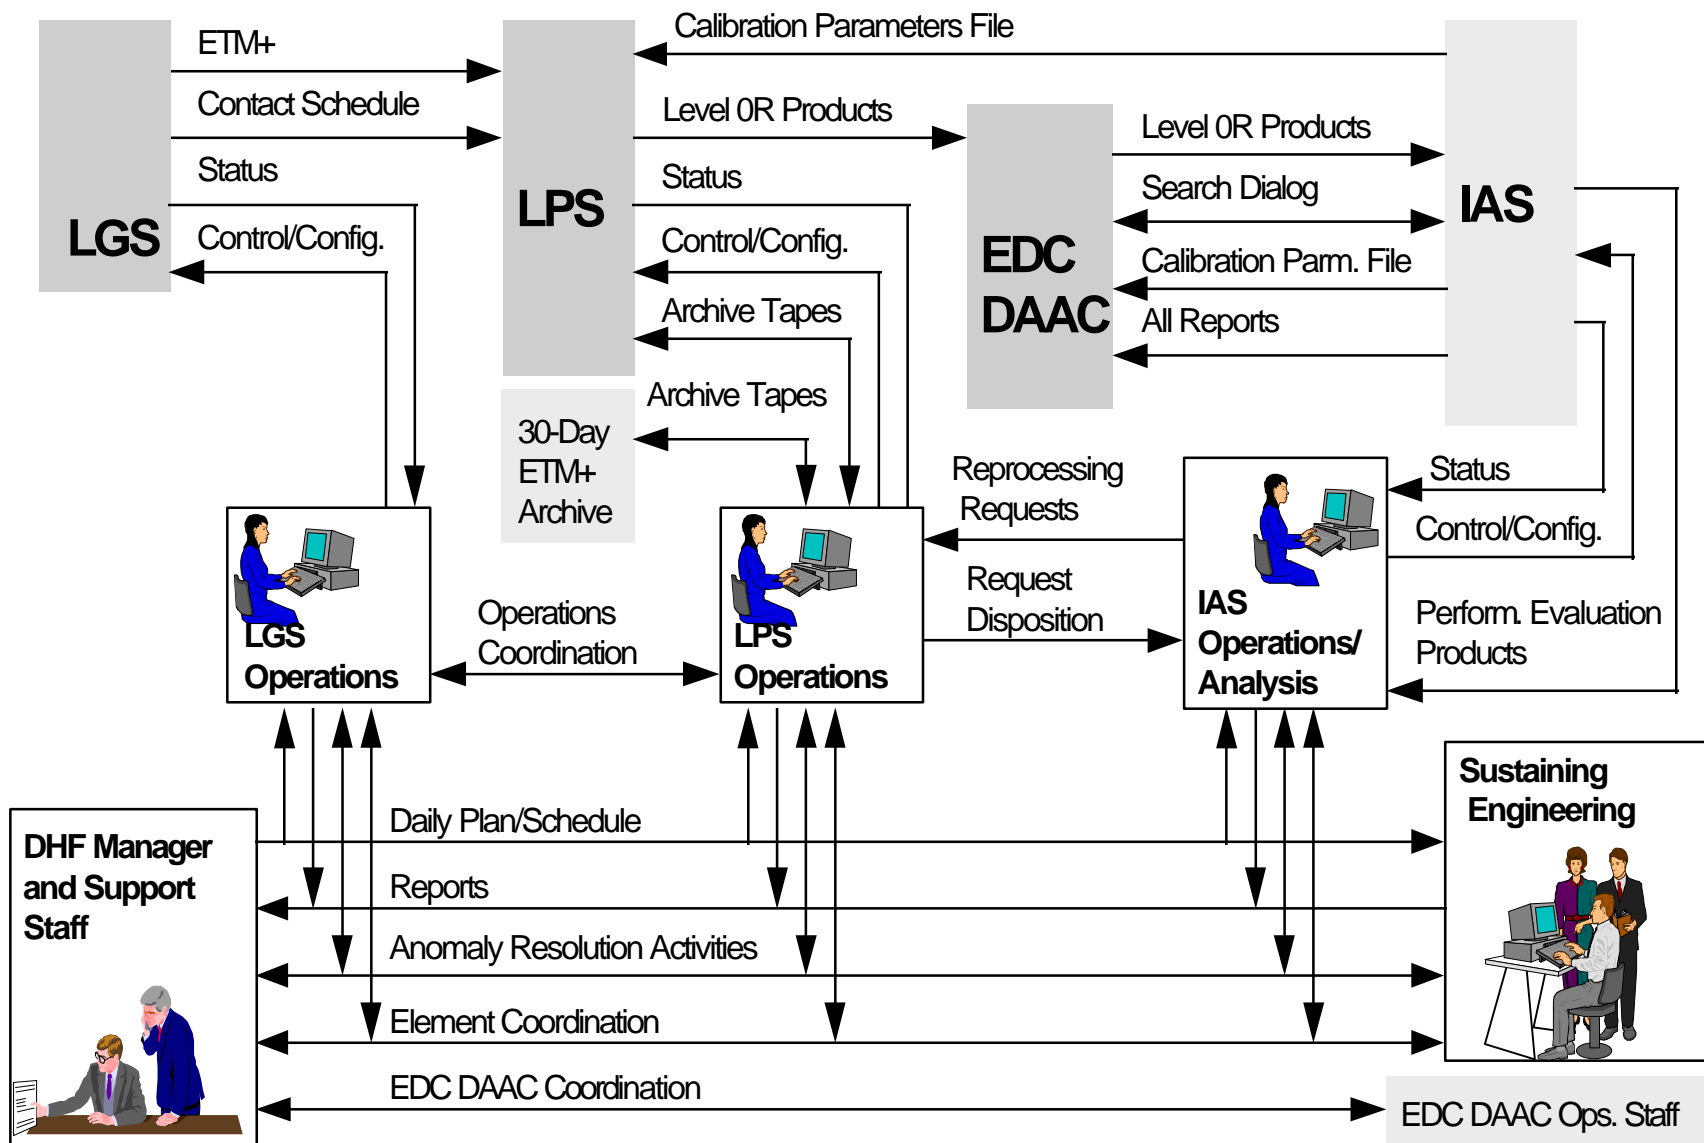 ETM+
Contact Schedule
Status
LGS
Control/Config.
Calibration Parameters File
Level 0R Products
Status
LPS
Control/Config.
Archive Tapes
Archive Tapes
30-Day
ETM+
Archive
EDC
DAAC
Level 0R Products
Search Dialog
Calibration Parm. File
All Reports
IAS
Status
Control/Config.
Perform. Evaluation
Products
Reprocessing
Requests
Request
Disposition
Operations
Coordination
LGS
Operations
LPS
Operations
IAS
Operations/
Analysis
Sustaining
Engineering
DHF Manager
and Support
Staff
Daily Plan/Schedule
Reports
Anomaly Resolution Activities
Element Coordination
EDC DAAC Coordination
EDC DAAC Ops. Staff